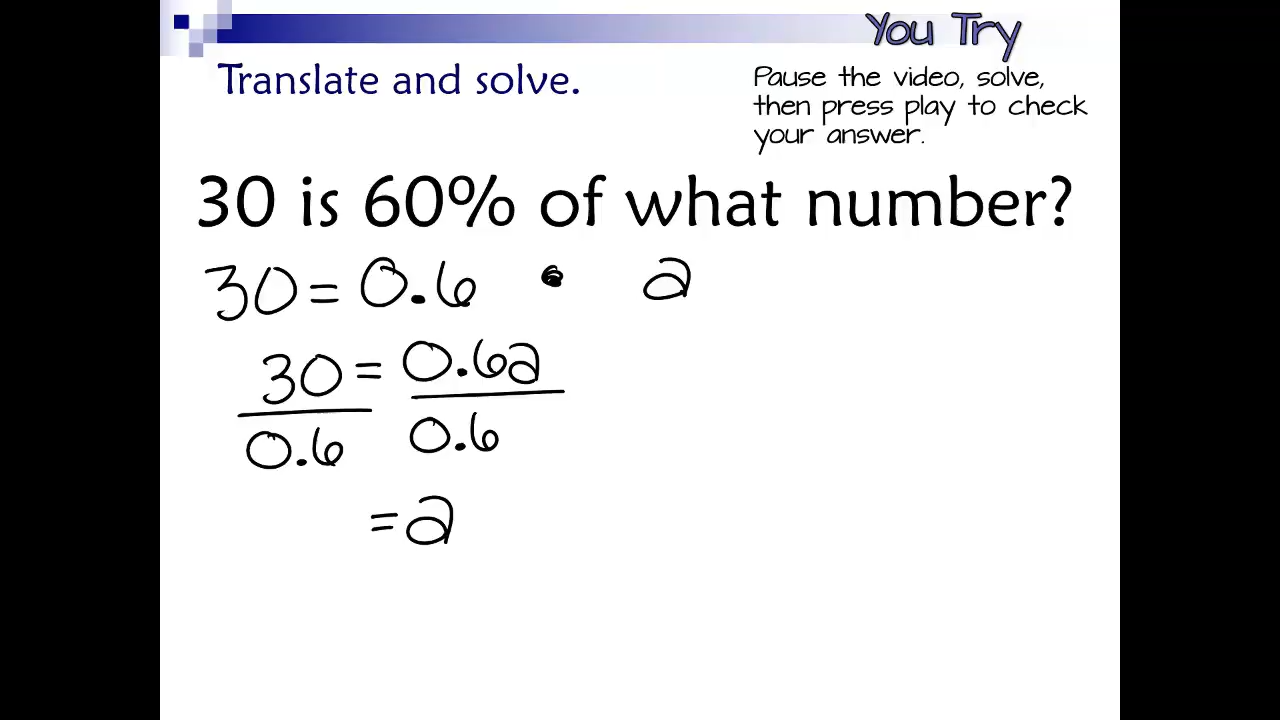 You Try
Translate and solve.
Pause the video, solve,
then press play to check
your answer.
30 is 60% of what number?
30 = 0.6 • a
30 = 0.6a
0.6 0.6
= a